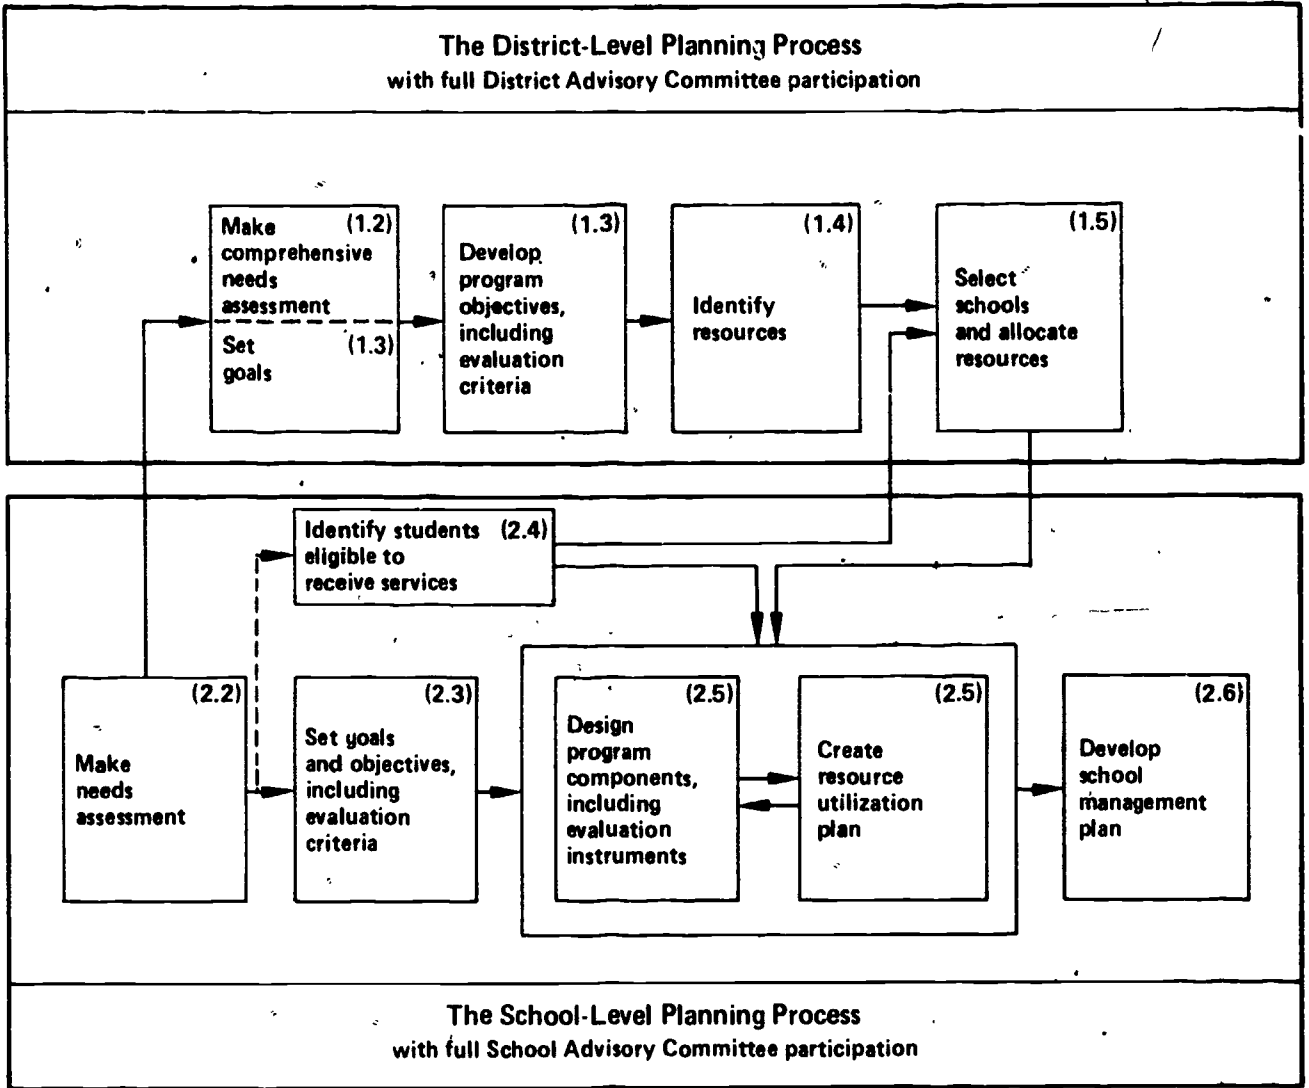 The District-Level Planning Process
with full District Advisory Committee participation
Make (1.2)
comprehensive
needs
assessment
Set (1.3)
goals
(1.3)
Develop
program
objectives,
including
evaluation
criteria
(1.4)
Identify
resources
(1.5)
Select
schools
and allocate
resources
Identify students (2.4)
eligible to
receive services
(2.2)
Make
needs
assessment
(2.3)
Set goals
and objectives,
including
evaluation
criteria
(2.5)
Design
program
components,
including
evaluation
instruments
(2.5)
Create
resource
utilization
plan
(2.6)
Develop
school
management
plan
The School-Level Planning Process
with full School Advisory Committee participation